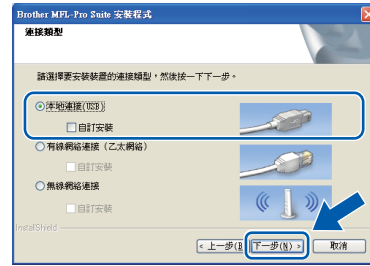 Brother MFL-Pro Suite 安裝程式
連接類型
請選擇要安裝裝置的連接類型，然後按一下下一步。
本地連接(USB)
自訂安裝
有線網絡連接（乙太網絡）
自訂安裝
無線網絡連接
自訂安裝
InstallShield
< 上一步(B 下一步(N) > 取消